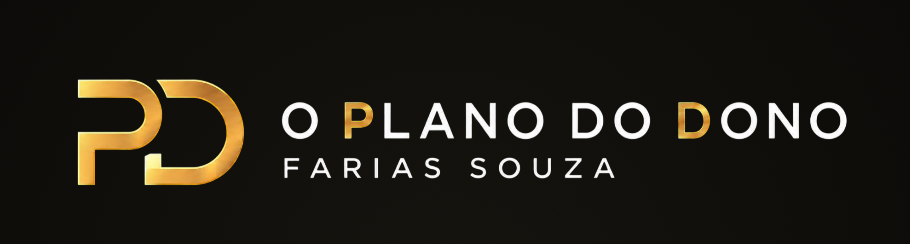 PD
O PLANO DO DONO
FARIAS SOUZA